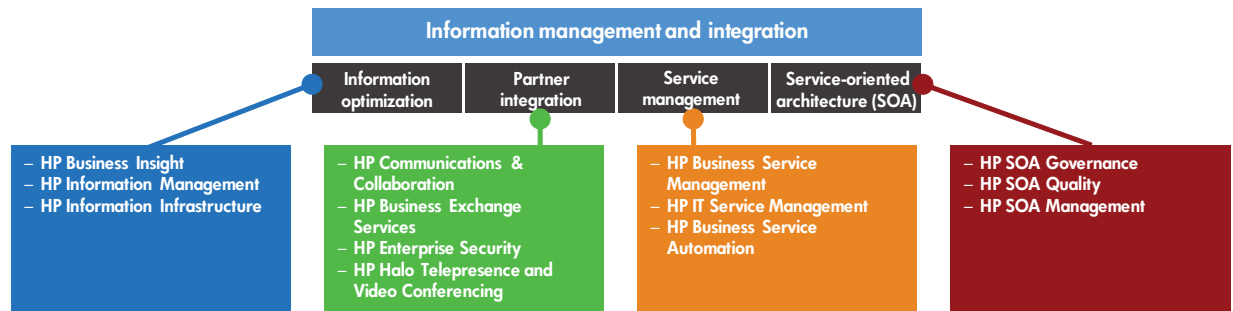 Information management and integration
Information
optimization
Partner
integration
Service
management
Service-oriented
architecture (SOA)
– HP Business Insight
– HP Information Management
– HP Information Infrastructure
– HP Communications &
Collaboration
– HP Business Exchange
Services
– HP Enterprise Security
– HP Halo Telepresence and
Video Conferencing
– HP Business Service
Management
– HP IT Service Management
– HP Business Service
Automation
– HP SOA Governance
– HP SOA Quality
– HP SOA Management